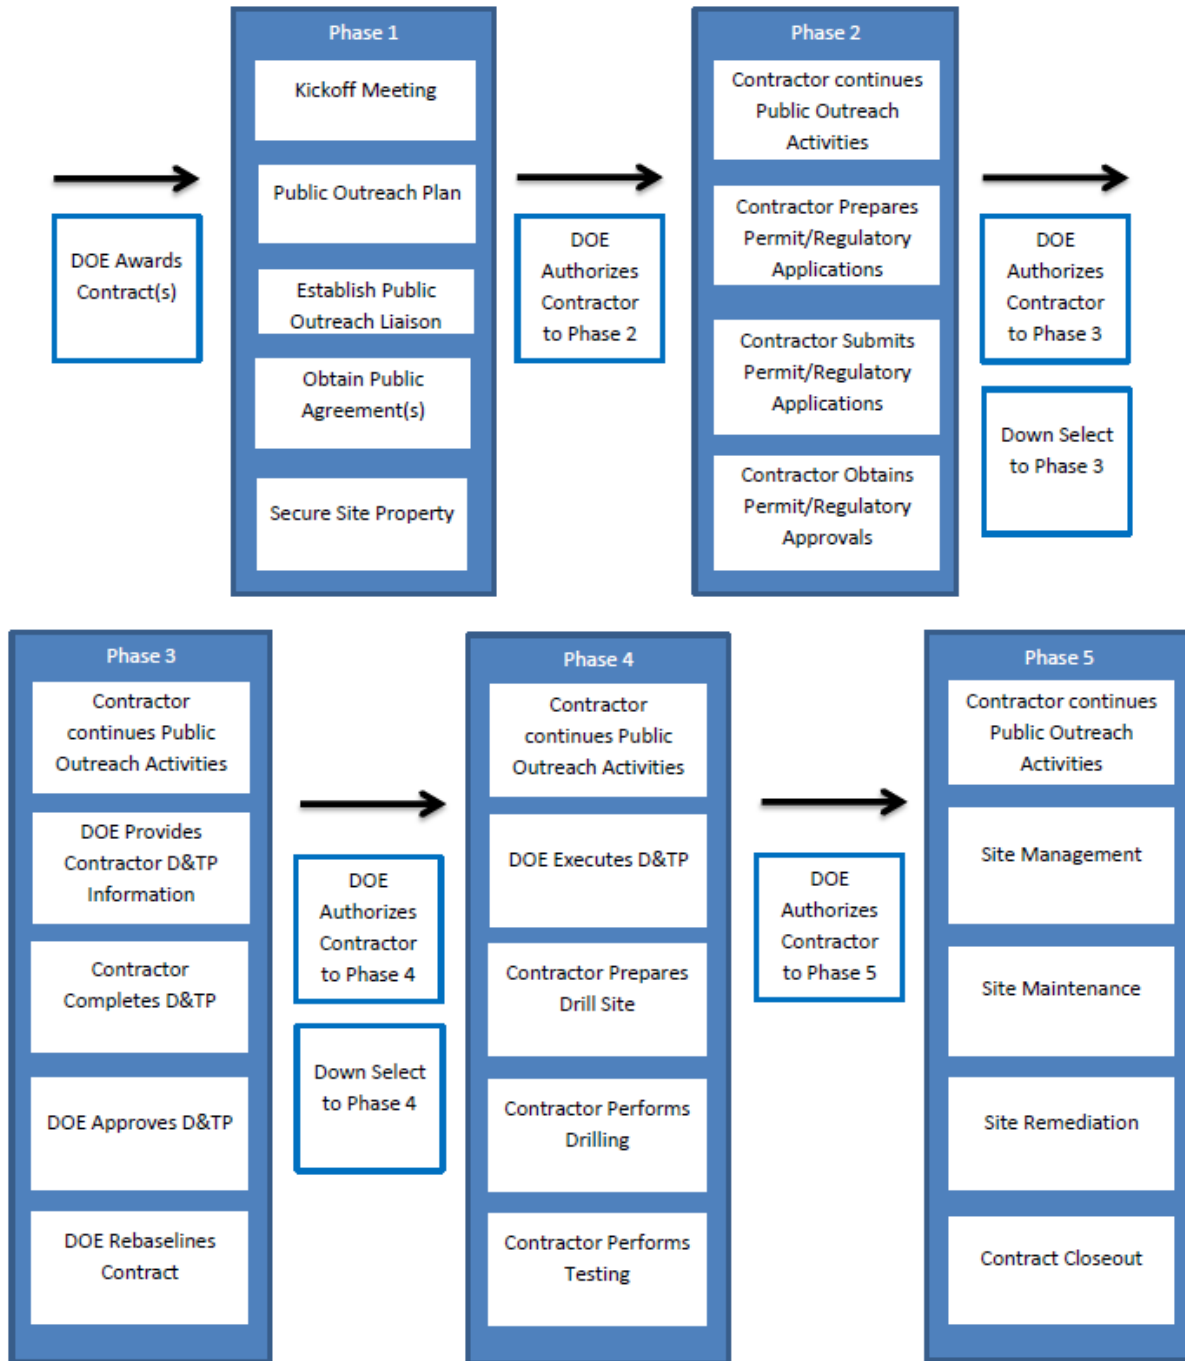 DOE Awards
Contract(s)
Phase 1
Kickoff Meeting
Public Outreach Plan
Establish Public
Outreach Liaison
Obtain Public
Agreement(s)
Secure Site Property
DOE
Authorizes
Contractor
to Phase 2
Phase 2
Contractor continues
Public Outreach
Activities
Contractor Prepares
Permit/Regulatory
Applications
Contractor Submits
Permit/Regulatory
Applications
Contractor Obtains
Permit/Regulatory
Approvals
DOE
Authorizes
Contractor
to Phase 3
Down Select
to Phase 3
Phase 3
Contractor
continues Public
Outreach Activities
DOE Provides
Contractor D&TP
Information
Contractor
Completes D&TP
DOE Approves D&TP
DOE Rebaselines
Contract
DOE
Authorizes
Contractor
to Phase 4
Down Select
to Phase 4
Phase 4
Contractor
continues Public
Outreach Activities
DOE Executes D&TP
Contractor Prepares
Drill Site
Contractor Performs
Drilling
Contractor Performs
Testing
DOE
Authorizes
Contractor
to Phase 5
Phase 5
Contractor continues
Public Outreach
Activities
Site Management
Site Maintenance
Site Remediation
Contract Closeout